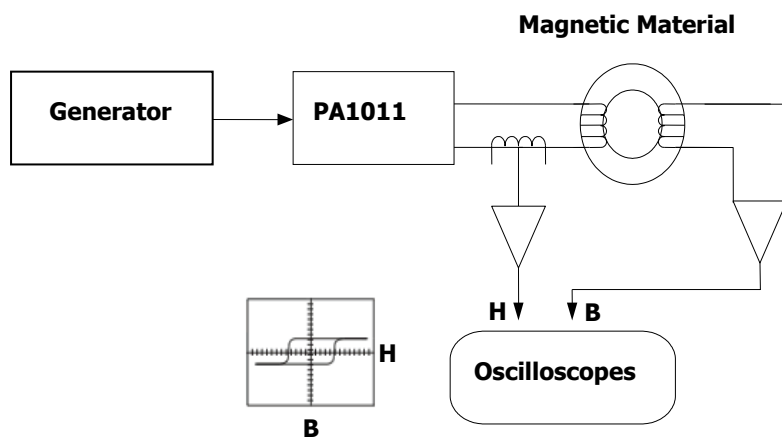 Magnetic Material
Generator
PA1011
H
B
H
Oscilloscopes
B